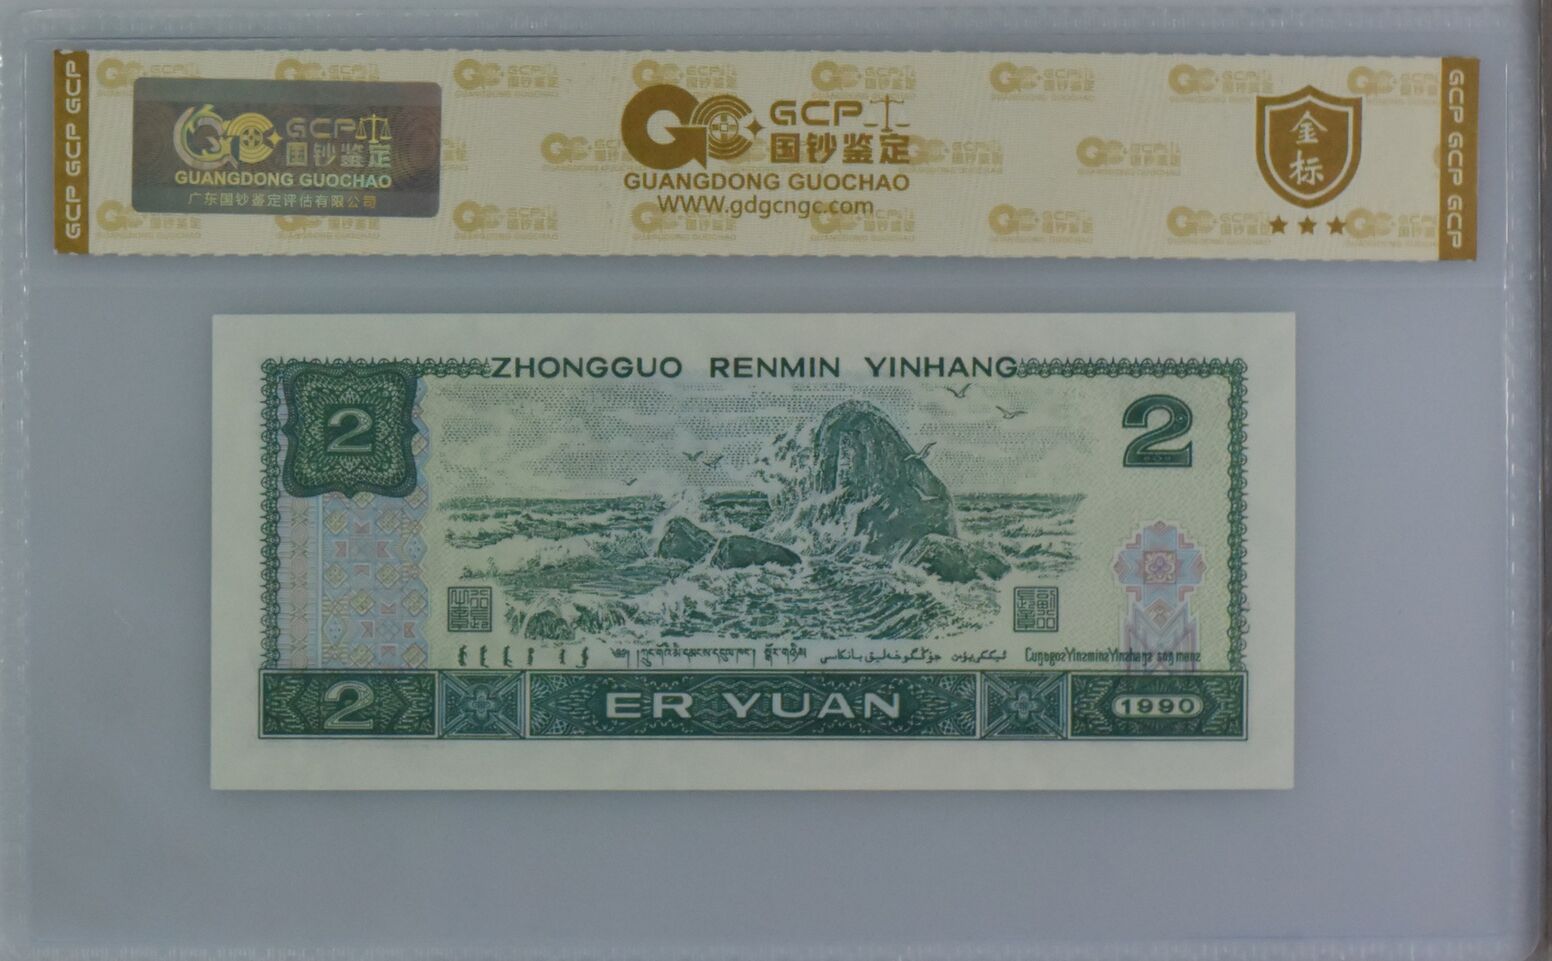 GCP GCP GCP
GCP
国钞鉴定
GUANGDONG GUOCHAO
广东国钞鉴定评估有限公司
GCP
国钞鉴定
GUANGDONG GUOCHAO
WWW.gdgcngc.com
金
标
GCP GCP GCP
ZHONGGUO RENMIN YINHANG
2
2
2
ER YUAN
1990